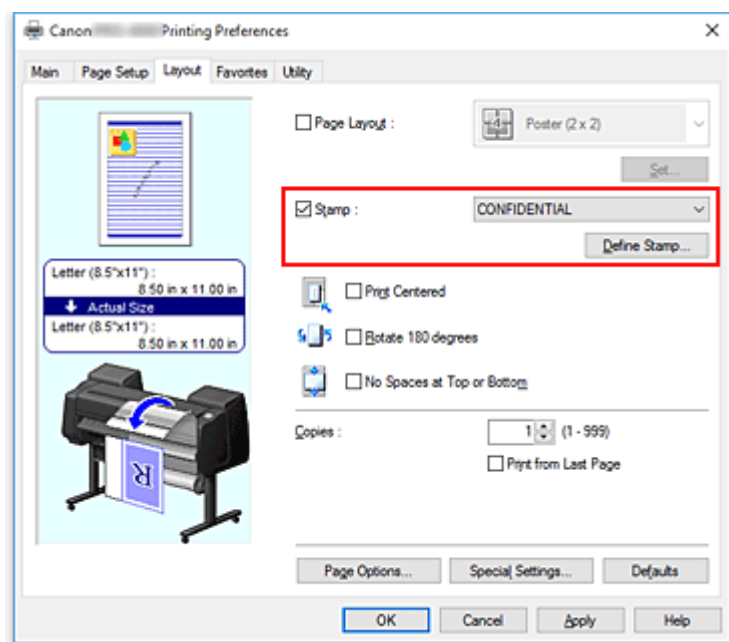 Canon Printing Preferences
Main Page Setup Layout Favorites Utility
Page Layout :
4
Poster (2 x 2)
Set...
Stamp :
CONFIDENTIAL
Define Stamp...
Letter (8.5"x11") :
8.50 in x 11.00 in
Actual Size
Letter (8.5"x11") :
8.50 in x 11.00 in
Print Centered
Rotate 180 degrees
No Spaces at Top or Bottom
R
Copies :
1 (1 - 999)
Print from Last Page
Page Options... Special Settings... Defaults
OK Cancel Apply Help